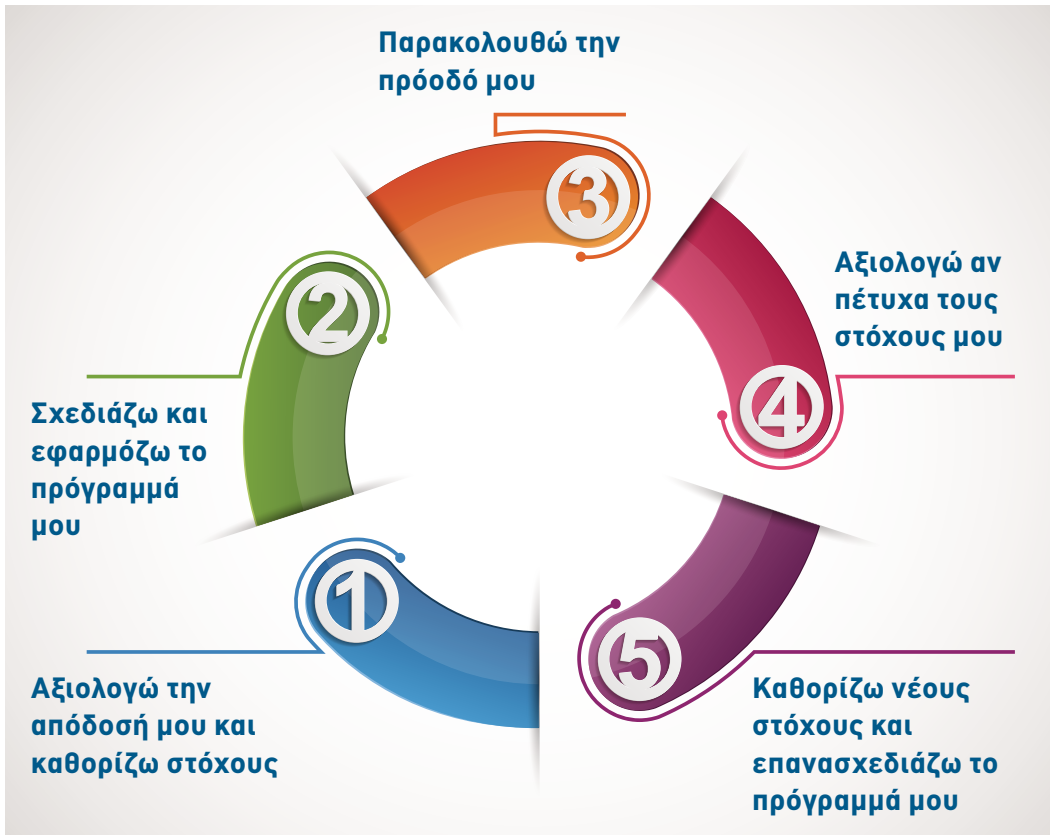 Παρακολουθώ την
πρόοδό μου
3
2
Αξιολογώ αν
πέτυχα τους
στόχους μου
4
Σχεδιάζω και
εφαρμόζω το
πρόγραμμά
μου
1
Αξιολογώ την
απόδοσή μου και
καθορίζω στόχους
5
Καθορίζω νέους
στόχους και
επανασχεδιάζω το
πρόγραμμά μου